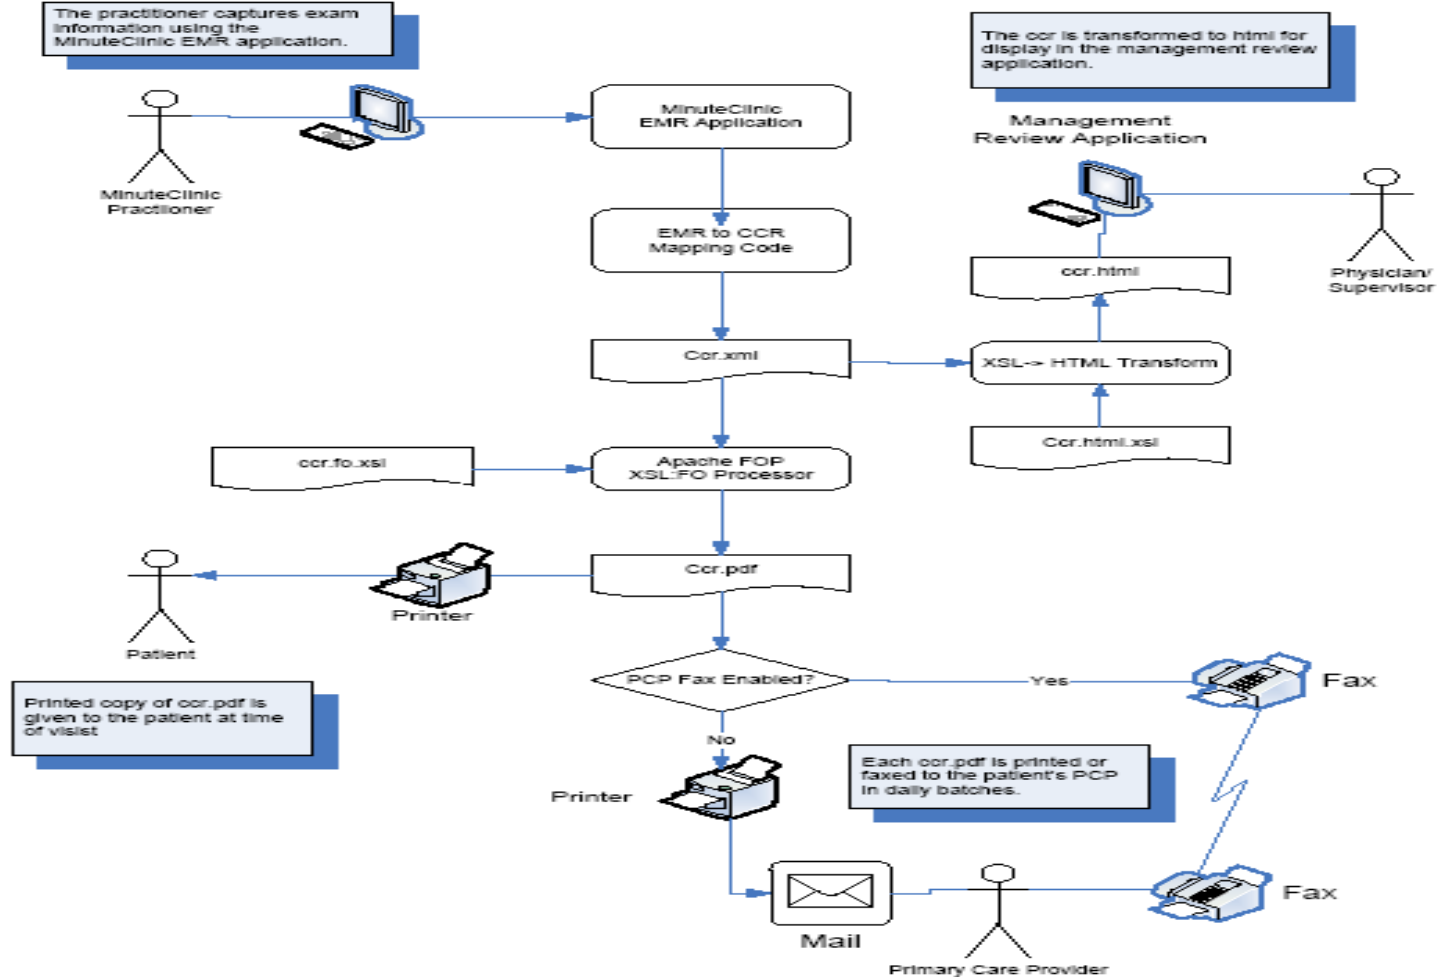 The practitioner captures exam
information using the
MinuteClinic EMR application.
The ccr is transformed to html for
display in the management review
application.
MinuteClinic
EMR Application
Management
Review Application
MinuteClinic
Practiioner
EMR to CCR
Mapping Code
ccr.html
Physician/
Supervisor
Ccr.xml
XSL-> HTML Transform
Ccr.html.xsl
ccr.fo.xsl
Apache FOP
XSL:FO Processor
Ccr.pdf
Printer
Patient
PCP Fax Enabled?
Yes
Fax
Printed copy of ccr.pdf is
given to the patient at time
of visist
No
Printer
Each ccr.pdf is printed or
faxed to the patient's PCP
in daily batches.
Fax
Mail
Primary Care Provider